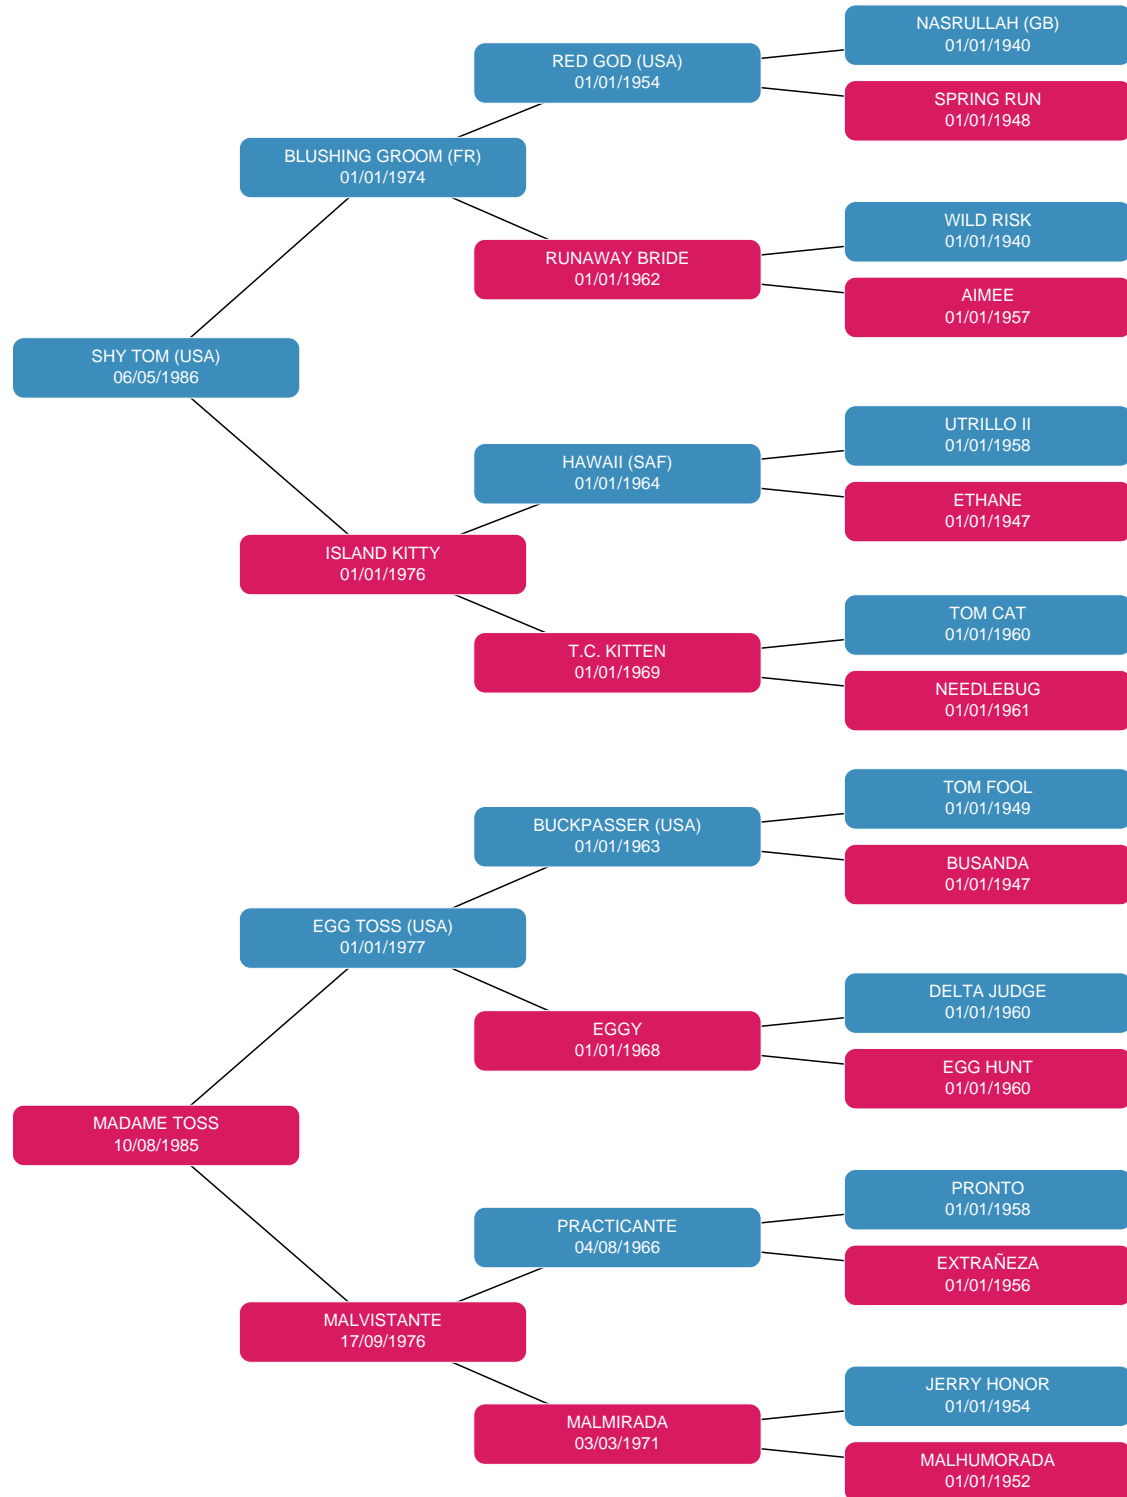 NASRULLAH (GB)
01/01/1940
RED GOD (USA)
01/01/1954
SPRING RUN
01/01/1948
BLUSHING GROOM (FR)
01/01/1974
WILD RISK
01/01/1940
RUNAWAY BRIDE
01/01/1962
AIMEE
01/01/1957
SHY TOM (USA)
06/05/1986
UTRILLO II
01/01/1958
HAWAII (SAF)
01/01/1964
ETHANE
01/01/1947
ISLAND KITTY
01/01/1976
TOM CAT
01/01/1960
T.C. KITTEN
01/01/1969
NEEDLEBUG
01/01/1961
TOM FOOL
01/01/1949
BUCKPASSER (USA)
01/01/1963
BUSANDA
01/01/1947
EGG TOSS (USA)
01/01/1977
DELTA JUDGE
01/01/1960
EGGY
01/01/1968
EGG HUNT
01/01/1960
MADAME TOSS
10/08/1985
PRONTO
01/01/1958
PRACTICANTE
04/08/1966
EXTRAÑEZA
01/01/1956
MALVISTANTE
17/09/1976
JERRY HONOR
01/01/1954
MALMIRADA
03/03/1971
MALHUMORADA
01/01/1952